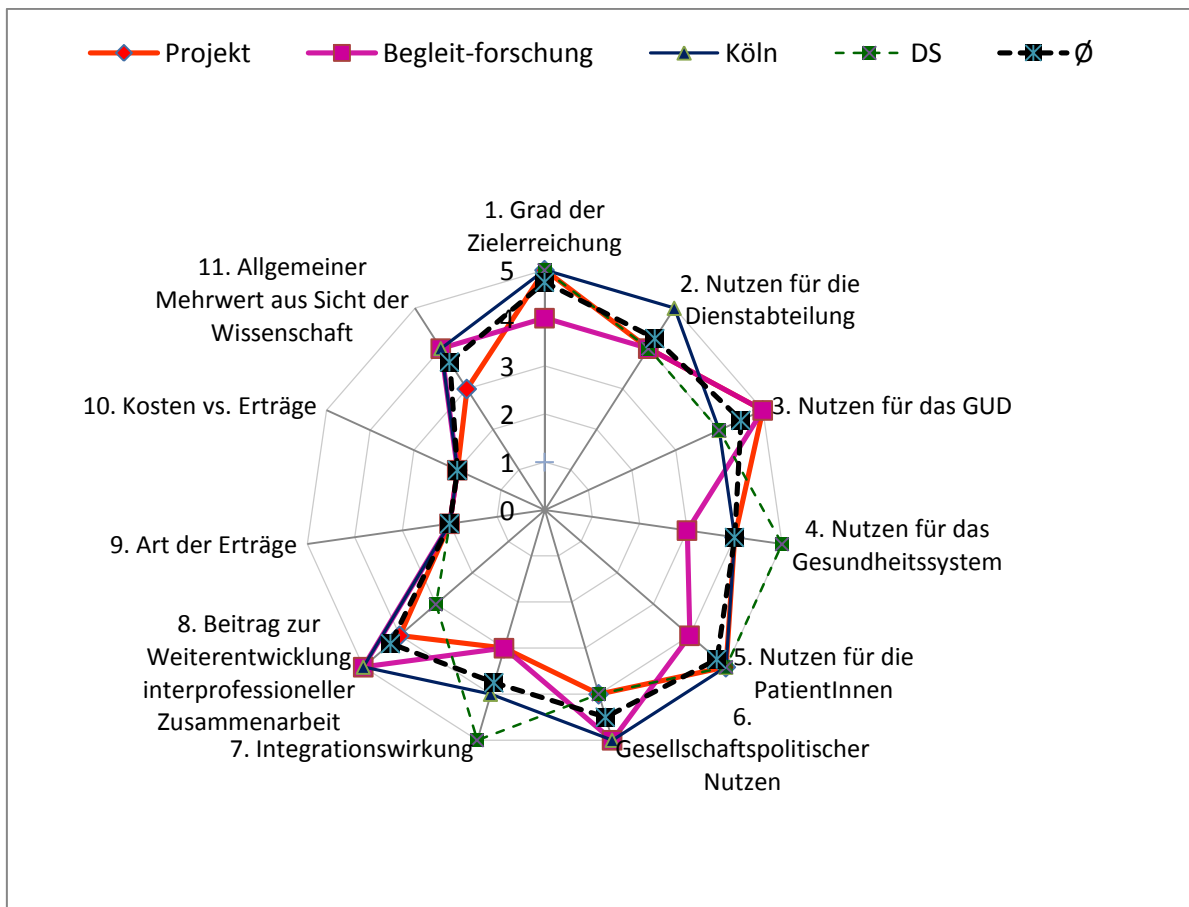 Projekt Begleit-forschung Köln DS Ø
1. Grad der
Zielerreichung
2. Nutzen für die
Dienstabteilung
3. Nutzen für das GUD
4. Nutzen für das
Gesundheitssystem
5. Nutzen für die
PatientInnen
6.
Gesellschaftspolitischer
Nutzen
7. Integrationswirkung
8. Beitrag zur
Weiterentwicklung
interprofessioneller
Zusammenarbeit
9. Art der Erträge
10. Kosten vs. Erträge
11. Allgemeiner
Mehrwert aus Sicht der
Wissenschaft
5
4
3
2
1
0